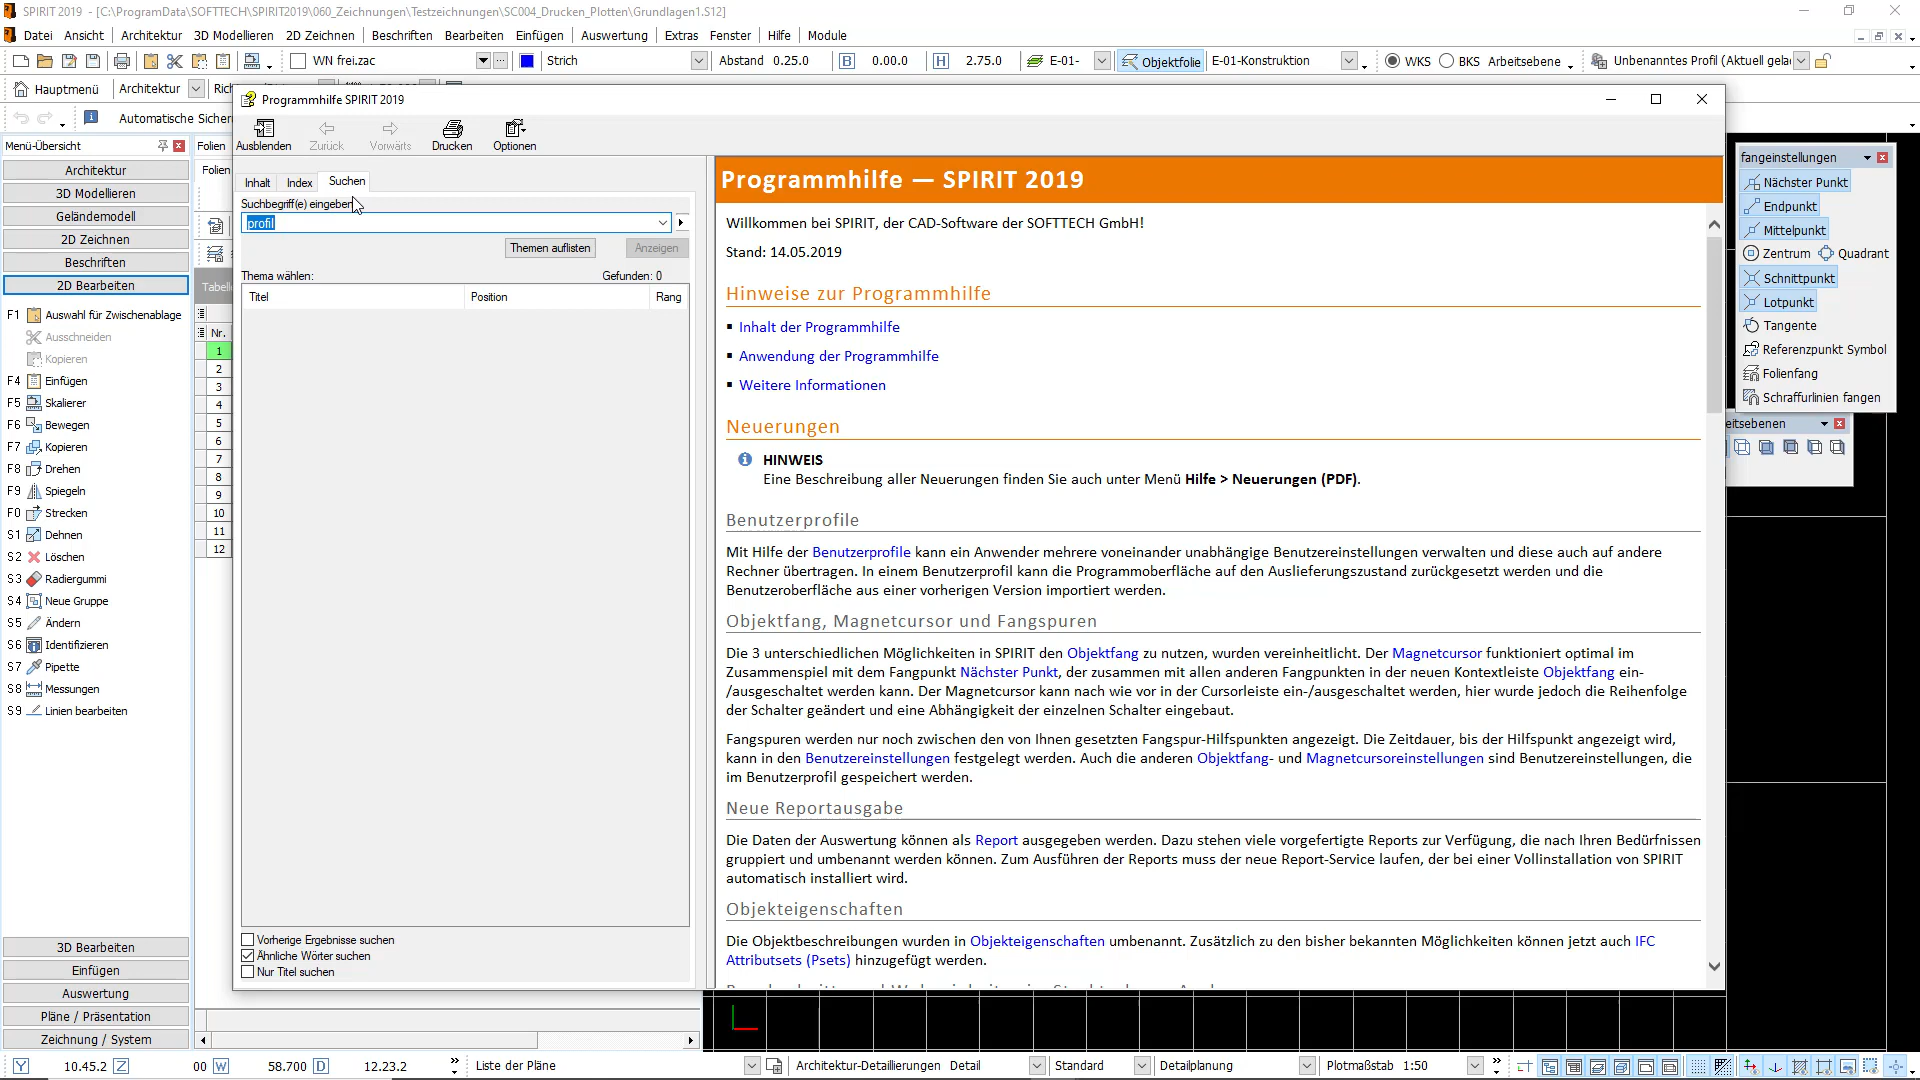 SPIRIT 2019 - [C:\ProgramData\SOFTTECH\SPIRIT2019\060_Zeichnungen\Testzeichnungen\SC004_Drucken_Plotten\Grundlagen1.S12]
Datei Ansicht Architektur 3D Modellieren 2D Zeichnen Beschriften Bearbeiten Einfügen Auswertung Extras Fenster Hilfe Module
WN frei.zac Strich Abstand 0.25.0 B 0.00.0 H 2.75.0 E-01- Objektfolie E-01-Konstruktion WKS BKS Arbeitsebene Unbenanntes Profil (Aktuell gela
Hauptmenü Architektur Rich
Automatische Sicher
Programmhilfe SPIRIT 2019
Ausblenden Zurück Vorwärts Drucken Optionen
Menü-Übersicht
Architektur
3D Modellieren
Geländemodell
2D Zeichnen
Beschriften
2D Bearbeiten
F1 Auswahl für Zwischenablage
Ausschneiden
Kopieren
F4 Einfügen
F5 Skalierer
F6 Bewegen
F7 Kopieren
F8 Drehen
F9 Spiegeln
F0 Strecken
S1 Dehnen
S2 Löschen
S3 Radiergummi
S4 Neue Gruppe
S5 Ändern
S6 Identifizieren
S7 Pipette
S8 Messungen
S9 Linien bearbeiten
3D Bearbeiten
Einfügen
Auswertung
Pläne / Präsentation
Zeichnung / System
Folien
Folien
Tabell
Nr.
1
2
3
4
5
6
7
8
9
10
11
12
Inhalt Index Suchen
Suchbegriff(e) eingeben
profil
Themen auflisten Anzeigen
Thema wählen: Gefunden: 0
Titel Position Rang
Vorherige Ergebnisse suchen
Ähnliche Wörter suchen
Nur Titel suchen
Programmhilfe — SPIRIT 2019
Willkommen bei SPIRIT, der CAD-Software der SOFTTECH GmbH!
Stand: 14.05.2019
Hinweise zur Programmhilfe
▪ Inhalt der Programmhilfe
▪ Anwendung der Programmhilfe
▪ Weitere Informationen
Neuerungen
HINWEIS
Eine Beschreibung aller Neuerungen finden Sie auch unter Menü Hilfe > Neuerungen (PDF).
Benutzerprofile
Mit Hilfe der Benutzerprofile kann ein Anwender mehrere voneinander unabhängige Benutzereinstellungen verwalten und diese auch auf andere
Rechner übertragen. In einem Benutzerprofil kann die Programmoberfläche auf den Auslieferungszustand zurückgesetzt werden und die
Benutzeroberfläche aus einer vorherigen Version importiert werden.
Objektfang, Magnetcursor und Fangspuren
Die 3 unterschiedlichen Möglichkeiten in SPIRIT den Objektfang zu nutzen, wurden vereinheitlicht. Der Magnetcursor funktioniert optimal im
Zusammenspiel mit dem Fangpunkt Nächster Punkt, der zusammen mit allen anderen Fangpunkten in der neuen Kontextleiste Objektfang ein-
/ausgeschaltet werden kann. Der Magnetcursor kann nach wie vor in der Cursorleiste ein-/ausgeschaltet werden, hier wurde jedoch die Reihenfolge
der Schalter geändert und eine Abhängigkeit der einzelnen Schalter eingebaut.
Fangspuren werden nur noch zwischen den von Ihnen gesetzten Fangspur-Hilfspunkten angezeigt. Die Zeitdauer, bis der Hilfspunkt angezeigt wird,
kann in den Benutzereinstellungen festgelegt werden. Auch die anderen Objektfang- und Magnetcursoreinstellungen sind Benutzereinstellungen, die
im Benutzerprofil gespeichert werden.
Neue Reportausgabe
Die Daten der Auswertung können als Report ausgegeben werden. Dazu stehen viele vorgefertigte Reports zur Verfügung, die nach Ihren Bedürfnissen
gruppiert und umbenannt werden können. Zum Ausführen der Reports muss der neue Report-Service laufen, der bei einer Vollinstallation von SPIRIT
automatisch installiert wird.
Objekteigenschaften
Die Objektbeschreibungen wurden in Objekteigenschaften umbenannt. Zusätzlich zu den bisher bekannten Möglichkeiten können jetzt auch IFC
Attributsets (Psets) hinzugefügt werden.
fangeinstellungen
Nächster Punkt
Endpunkt
Mittelpunkt
Zentrum Quadrant
Schnittpunkt
Lotpunkt
Tangente
Referenzpunkt Symbol
Folienfang
Schraffurlinien fangen
eitsebenen
Y 10.45.2 Z 00 W 58.700 D 12.23.2 Liste der Pläne Architektur-Detaillierungen Detail Standard Detailplanung Plotmaßstab 1:50